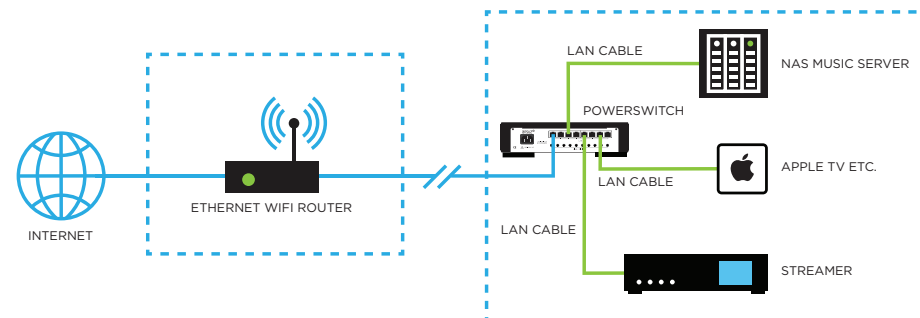 LAN CABLE
NAS MUSIC SERVER
POWERSWITCH
APPLE TV ETC.
LAN CABLE
ETHERNET WIFI ROUTER
LAN CABLE
INTERNET
STREAMER